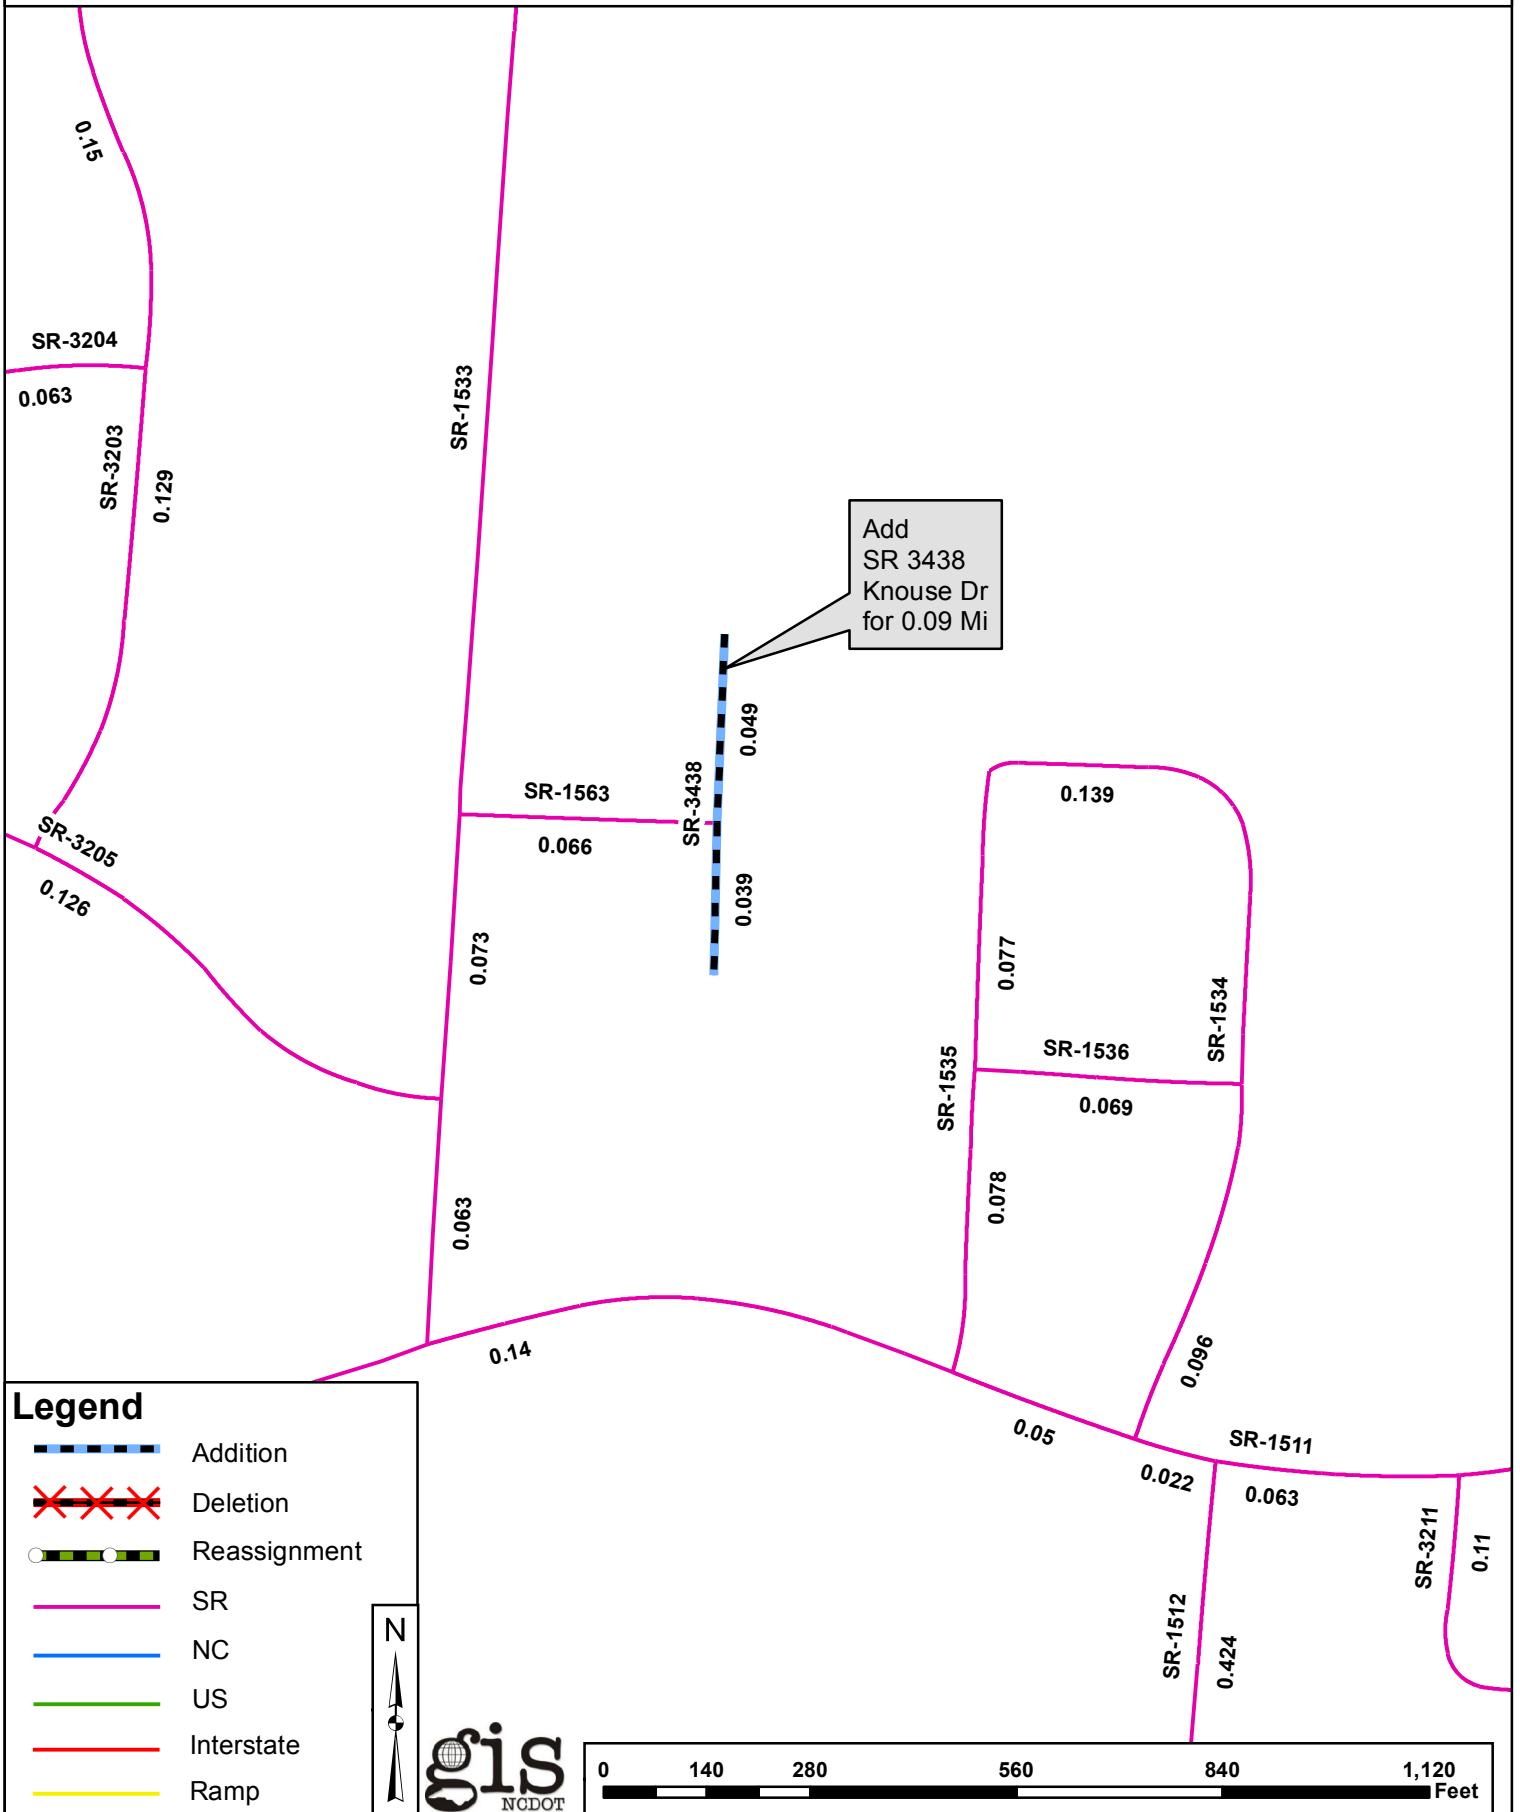 0.15
SR-3204
0.063
SR-3203
0.129
SR-1533
Add
SR 3438
Knouse Dr
for 0.09 Mi
0.049
SR-3438
SR-1563
0.066
0.039
SR-3205
0.126
0.073
0.139
0.077
SR-1534
SR-1535
SR-1536
0.069
0.078
0.063
0.14
0.096
0.05
SR-1511
0.022
0.063
SR-3211
0.11
SR-1512
0.424
Legend
Addition
Deletion
Reassignment
SR
NC
US
Interstate
Ramp
N
gis
NCDOT
0 140 280 560 840 1,120
Feet